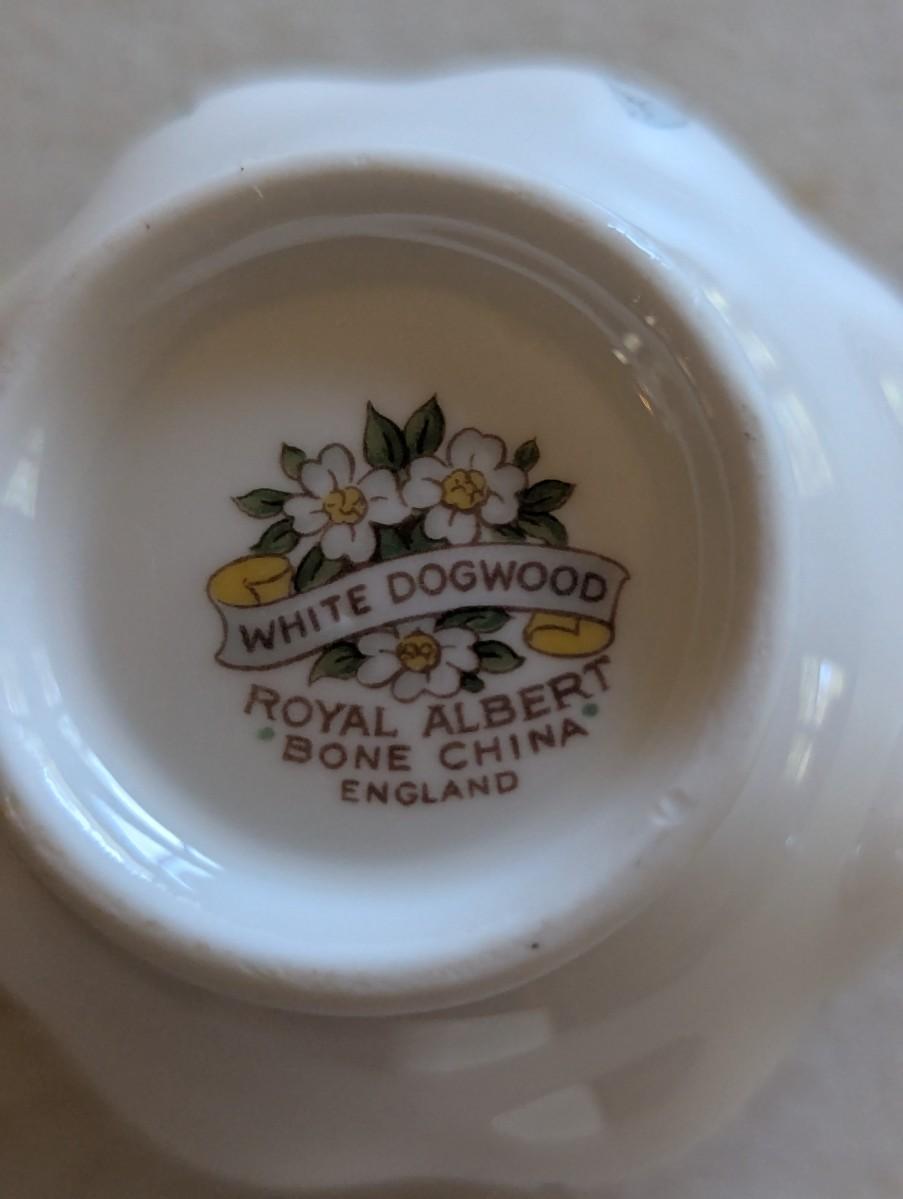 WHITE DOGWOOD
ROYAL ALBERT
BONE CHINA
ENGLAND